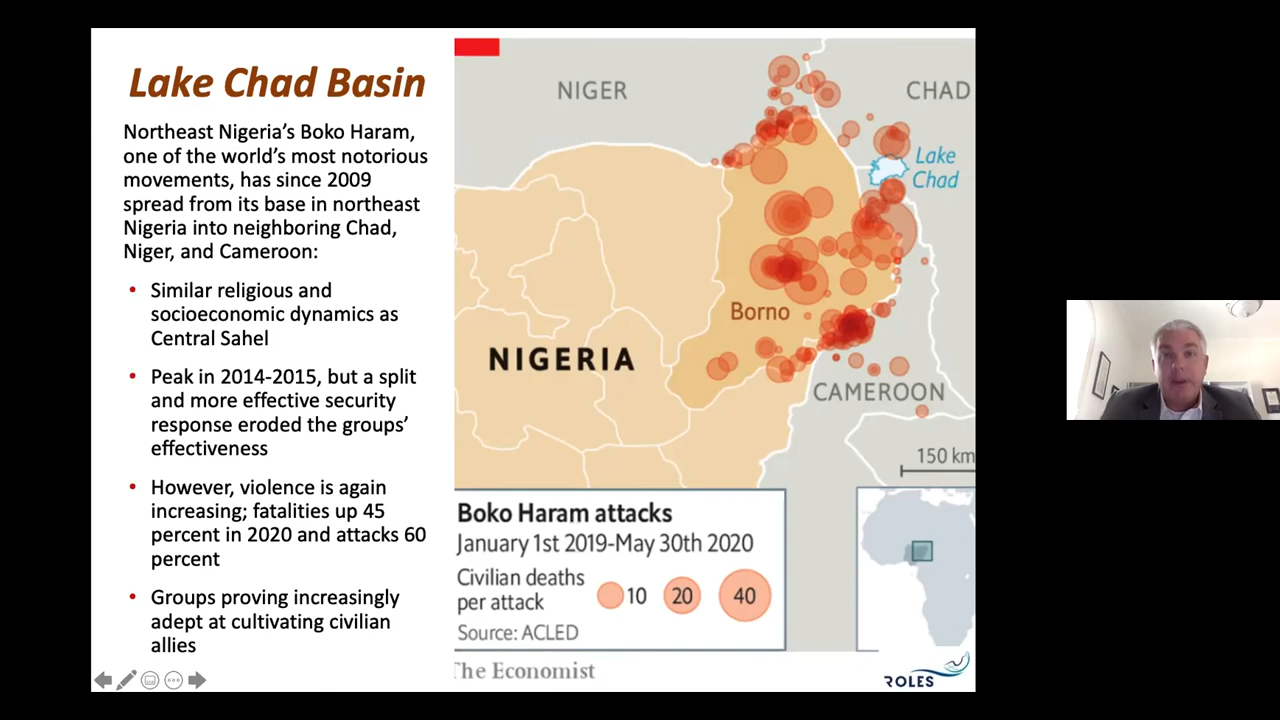 Lake Chad Basin
Northeast Nigeria's Boko Haram,
one of the world's most notorious
movements, has since 2009
spread from its base in northeast
Nigeria into neighboring Chad,
Niger, and Cameroon:
• Similar religious and
socioeconomic dynamics as
Central Sahel
• Peak in 2014-2015, but a split
and more effective security
response eroded the groups'
effectiveness
• However, violence is again
increasing; fatalities up 45
percent in 2020 and attacks 60
percent
• Groups proving increasingly
adept at cultivating civilian
allies
NIGER
CHAD
Lake
Chad
Borno
NIGERIA
CAMEROON
150 km
Boko Haram attacks
January 1st 2019-May 30th 2020
Civilian deaths
per attack
10
20
40
Source: ACLED
The Economist
ROLES